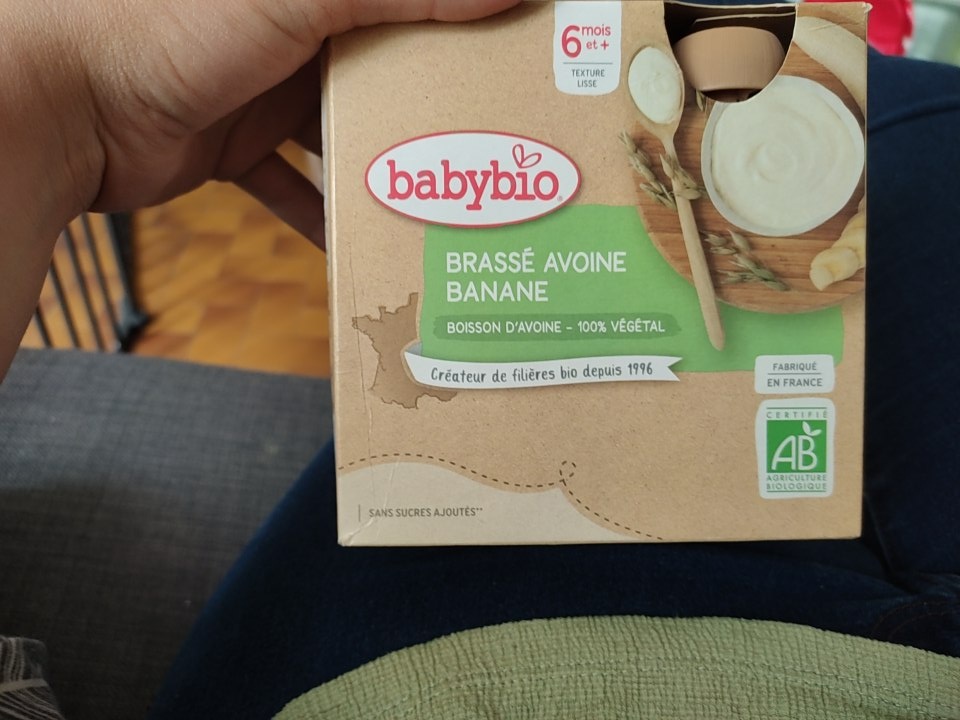 6 mois et +
TEXTURE
LISSE
babybio
BRASSÉ AVOINE
BANANE
BOISSON D'AVOINE - 100% VÉGÉTAL
Créateur de filières bio depuis 1996
FABRIQUÉ
EN FRANCE
CERTIFIÉ
AB
AGRICULTURE
BIOLOGIQUE
SANS SUCRES AJOUTÉS**